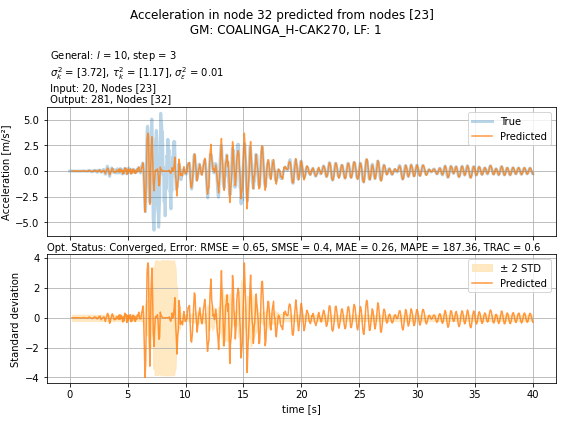 Acceleration in node 32 predicted from nodes [23]
GM: COALINGA_H-CAK270, LF: 1
General: l = 10, step = 3
σ²ₖ = [3.72], τ²ₖ = [1.17], σ²ε = 0.01
Input: 20, Nodes [23]
Output: 281, Nodes [32]
Acceleration [m/s²]
5.0
2.5
0.0
−2.5
−5.0
True
Predicted
Opt. Status: Converged, Error: RMSE = 0.65, SMSE = 0.4, MAE = 0.26, MAPE = 187.36, TRAC = 0.6
Standard deviation
4
2
0
−2
−4
± 2 STD
Predicted
0 5 10 15 20 25 30 35 40
time [s]